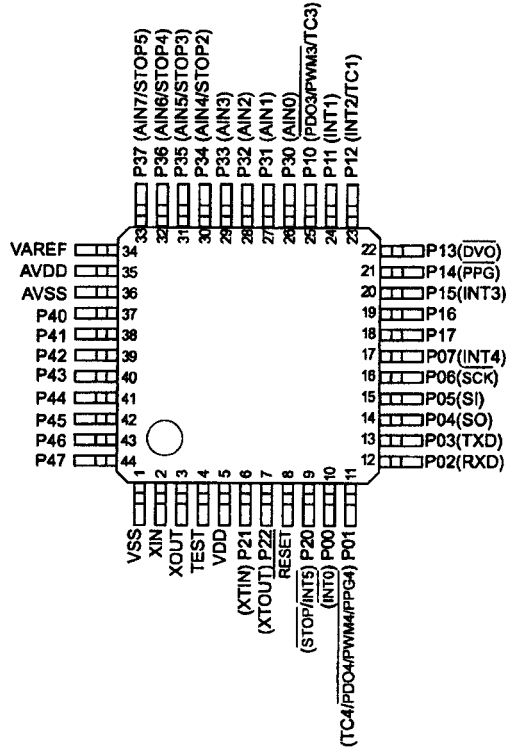 P37 (AIN7/STOP5)
P36 (AIN6/STOP4)
P35 (AIN5/STOP3)
P34 (AIN4/STOP2)
P33 (AIN3)
P32 (AIN2)
P31 (AIN1)
P30 (AIN0)
P10 (PDO3/PWM3/TC3)
P11 (INT1)
P12 (INT2/TC1)
33
32
31
30
29
28
27
26
25
24
23
VAREF 34
AVDD 35
AVSS 36
P40 37
P41 38
P42 39
P43 40
P44 41
P45 42
P46 43
P47 44
22 P13(DVO)
21 P14(PPG)
20 P15(INT3)
19 P16
18 P17
17 P07(INT4)
16 P06(SCK)
15 P05(SI)
14 P04(SO)
13 P03(TXD)
12 P02(RXD)
1
2
3
4
5
6
7
8
9
10
11
VSS
XIN
XOUT
TEST
VDD
(XTIN) P21
(XTOUT) P22
RESET
(STOP/INT5) P20
(INT0) P00
(TC4/PDO4/PWM4/PPG4) P01